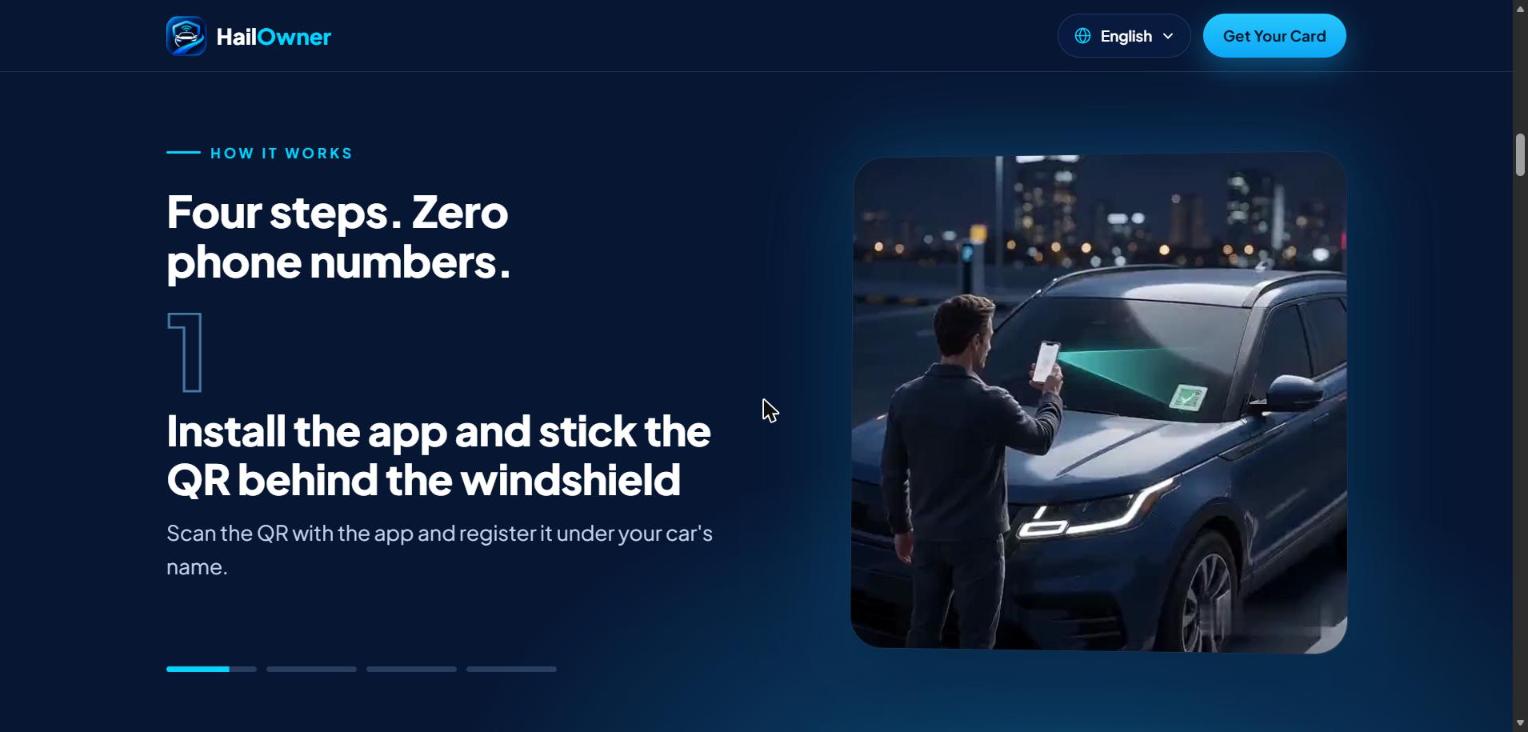 HailOwner
English
Get Your Card
HOW IT WORKS
Four steps. Zero
phone numbers.
1
Install the app and stick the
QR behind the windshield
Scan the QR with the app and register it under your car's
name.